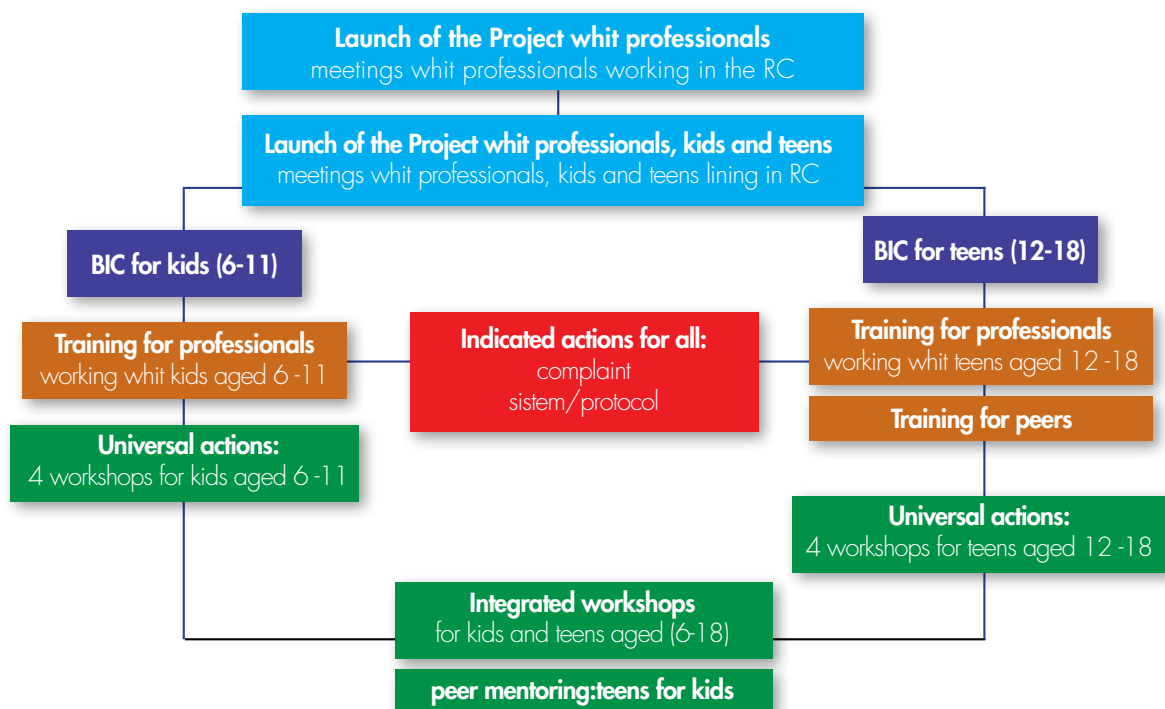 Launch of the Project whit professionals
meetings whit professionals working in the RC
Launch of the Project whit professionals, kids and teens
meetings whit professionals, kids and teens lining in RC
BIC for kids (6-11)
BIC for teens (12-18)
Training for professionals
working whit kids aged 6 -11
Indicated actions for all:
complaint
sistem/protocol
Training for professionals
working whit teens aged 12 -18
Training for peers
Universal actions:
4 workshops for kids aged 6 -11
Universal actions:
4 workshops for teens aged 12 -18
Integrated workshops
for kids and teens aged (6-18)
peer mentoring:teens for kids